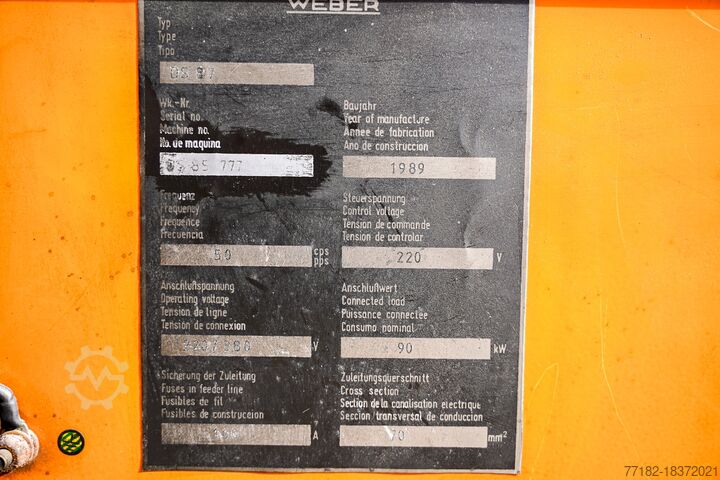 WEBER
Typ
Type
Tipo
DS
Wk.-Nr.
Serial no.
Machine no.
No. de maquina
85 777
Baujahr
Year of manufacture
Annee de fabrication
Ano de construccion
1989
Frequenz
Frequency
Frequence
Frecuencia
50 cps
pps
Steuerspannung
Control voltage
Tension de commande
Tension de controlar
220 V
Anschlußspannung
Operating voltage
Tension de ligne
Tension de connexion
V
Anschlußwert
Connected load
Puissance connectée
Consumo nominal
90 kW
Sicherung der Zuleitung
Fuses in feeder line
Fusibles de fil
Fusibles de construccion
A
Zuleitungsquerschnitt
Cross section
Section de la canalisation electrique
Seccion transversal de conduccion
70 mm²
77182-18372021